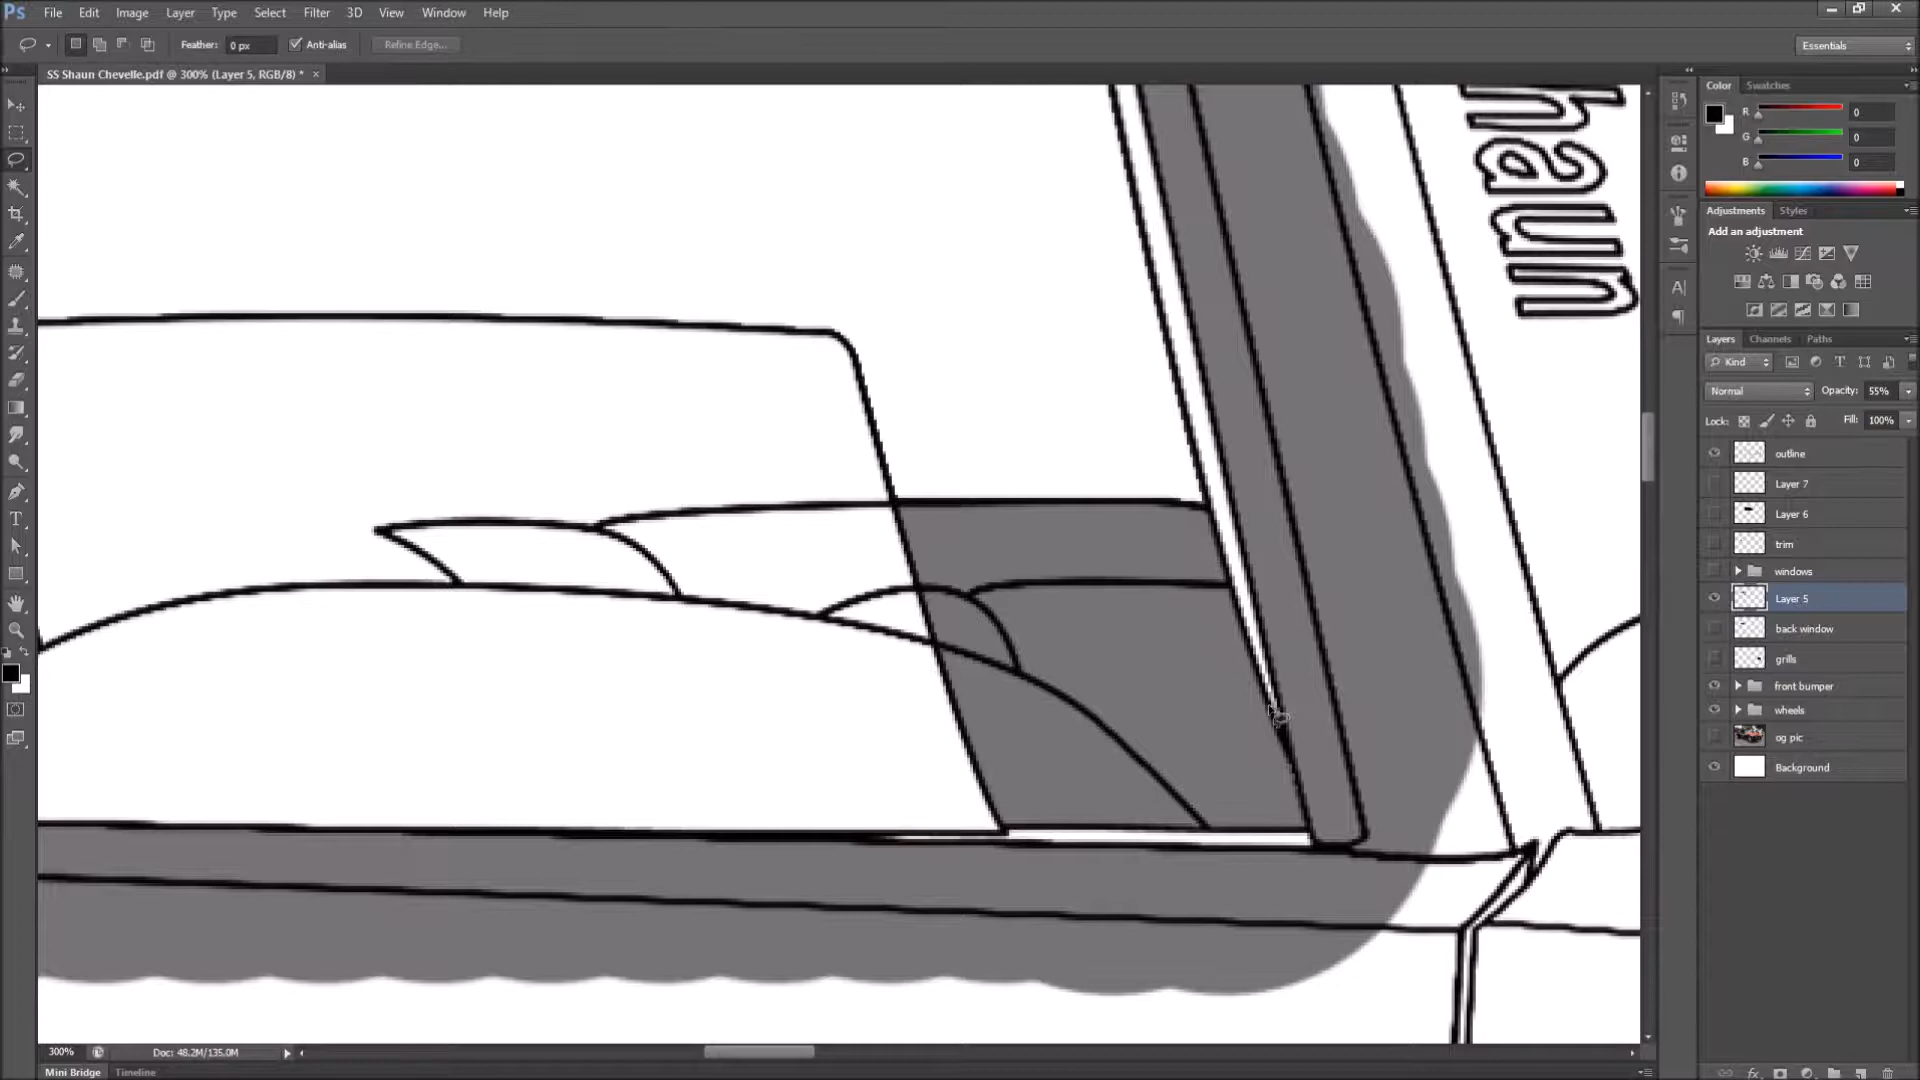 Ps File Edit Image Layer Type Select Filter 3D View Window Help
Feather: 0 px Anti-alias Refine Edge... Essentials
SS Shaun Chevelle.pdf @ 300% (Layer 5, RGB/8) * ×
Color Swatches
R 0
G 0
B 0
haun
Adjustments Styles
Add an adjustment
Layers Channels Paths
Kind
Normal Opacity: 55%
Lock: Fill: 100%
outline
Layer 7
Layer 6
trim
windows
Layer 5
back window
grills
front bumper
wheels
og pic
Background
300% Doc: 48.2M/135.0M
Mini Bridge Timeline